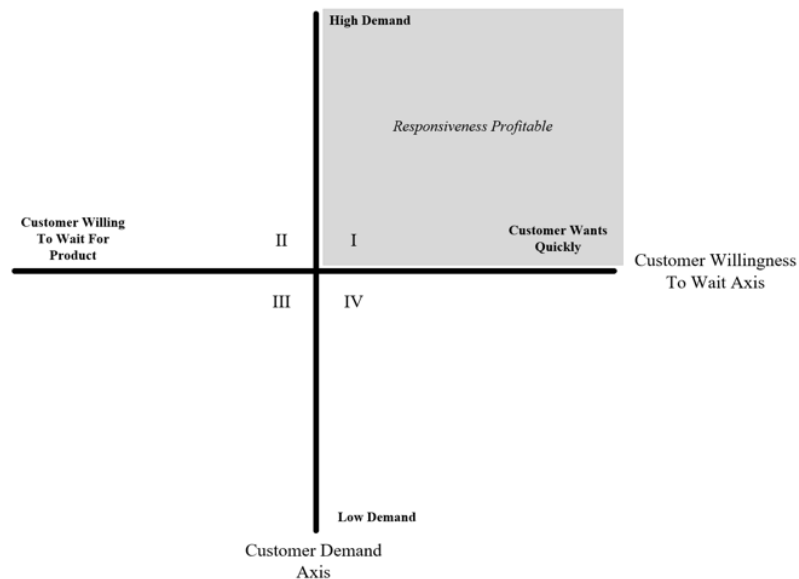 High Demand
Responsiveness Profitable
Customer Willing
To Wait For
Product
II
I
Customer Wants
Quickly
Customer Willingness
To Wait Axis
III
IV
Low Demand
Customer Demand
Axis